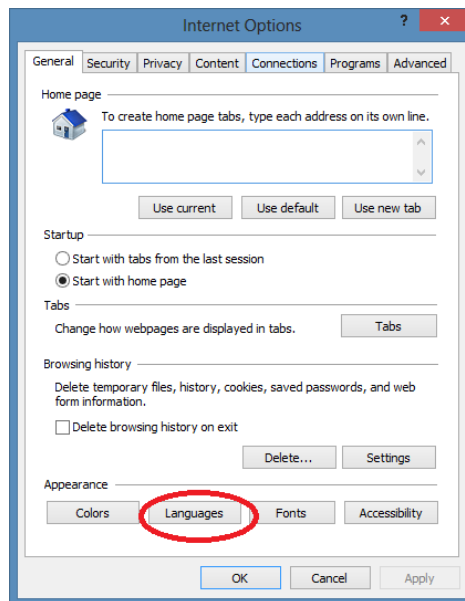 Internet Options
?
General Security Privacy Content Connections Programs Advanced
Home page
To create home page tabs, type each address on its own line.
Use current Use default Use new tab
Startup
Start with tabs from the last session
Start with home page
Tabs
Change how webpages are displayed in tabs. Tabs
Browsing history
Delete temporary files, history, cookies, saved passwords, and web
form information.
Delete browsing history on exit
Delete... Settings
Appearance
Colors Languages Fonts Accessibility
OK Cancel Apply